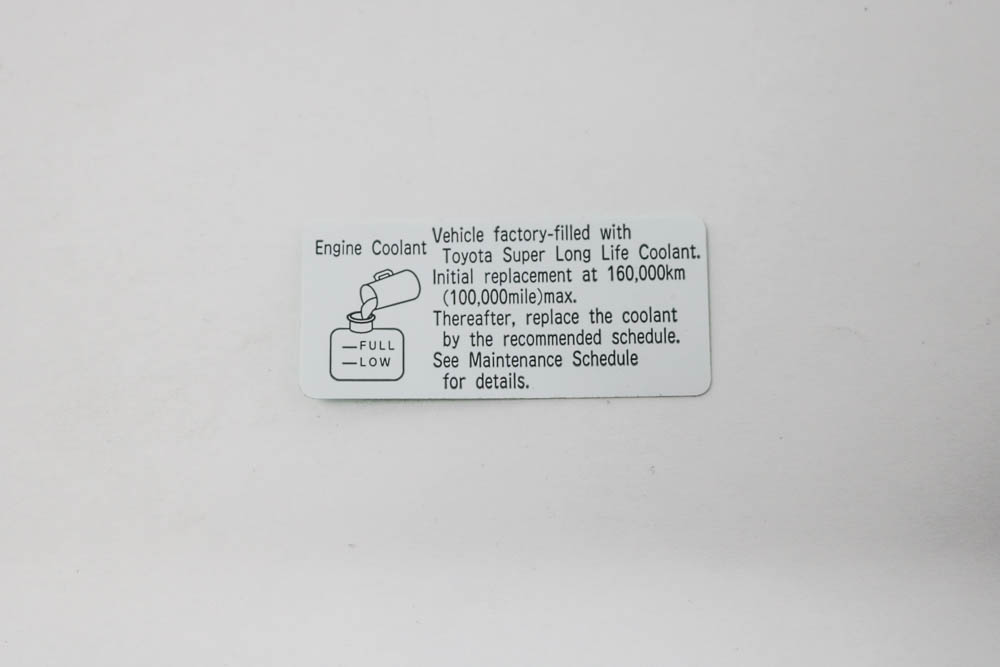 Engine Coolant
—FULL
—LOW
Vehicle factory-filled with
Toyota Super Long Life Coolant.
Initial replacement at 160,000km
(100,000mile)max.
Thereafter, replace the coolant
by the recommended schedule.
See Maintenance Schedule
for details.